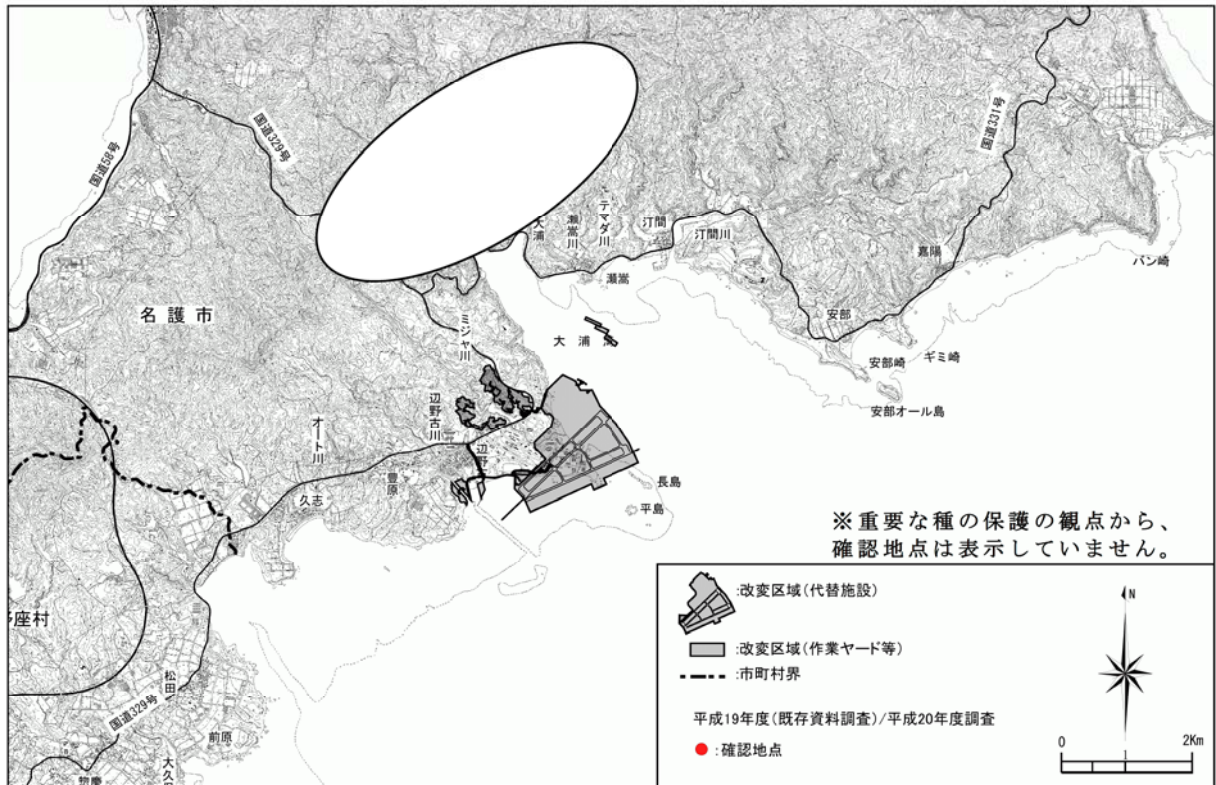 国道58号
国道329号
国道331号
大浦
瀬嵩川
テマダ川
汀間
汀間川
嘉陽
バン崎
瀬嵩
名護市
ミジャ川
大浦
安部
安部崎
ギミ崎
安部オール島
辺野古川
辺野
オート川
豊原
久志
長島
平島
※重要な種の保護の観点から、
確認地点は表示していません。
座村
松田
国道329号
前原
大久
惣慶
:改変区域(代替施設)
:改変区域(作業ヤード等)
:市町村界
平成19年度(既存資料調査)/平成20年度調査
:確認地点
N
0 1 2Km